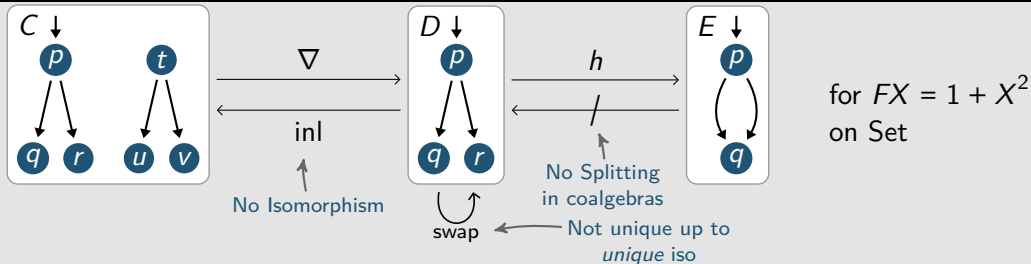 C
p
t
q
r
u
v
∇
inl
No Isomorphism
D
p
q
r
swap
h
No Splitting
in coalgebras
Not unique up to
unique iso
E
p
q
for FX = 1 + X²
on Set